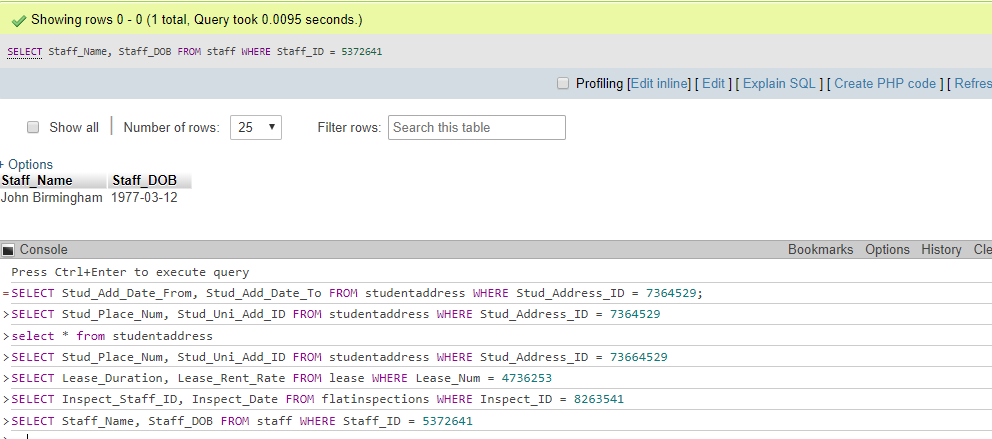 Showing rows 0 - 0 (1 total, Query took 0.0095 seconds.)
SELECT Staff_Name, Staff_DOB FROM staff WHERE Staff_ID = 5372641
Profiling [Edit inline] [ Edit ] [ Explain SQL ] [ Create PHP code ] [ Refres
Show all | Number of rows: 25 Filter rows: Search this table
+ Options
Staff_Name Staff_DOB
John Birmingham 1977-03-12
Console Bookmarks Options History Cle
Press Ctrl+Enter to execute query
=SELECT Stud_Add_Date_From, Stud_Add_Date_To FROM studentaddress WHERE Stud_Address_ID = 7364529;
>SELECT Stud_Place_Num, Stud_Uni_Add_ID FROM studentaddress WHERE Stud_Address_ID = 7364529
>select * from studentaddress
>SELECT Stud_Place_Num, Stud_Uni_Add_ID FROM studentaddress WHERE Stud_Address_ID = 73664529
>SELECT Lease_Duration, Lease_Rent_Rate FROM lease WHERE Lease_Num = 4736253
>SELECT Inspect_Staff_ID, Inspect_Date FROM flatinspections WHERE Inspect_ID = 8263541
>SELECT Staff_Name, Staff_DOB FROM staff WHERE Staff_ID = 5372641
>